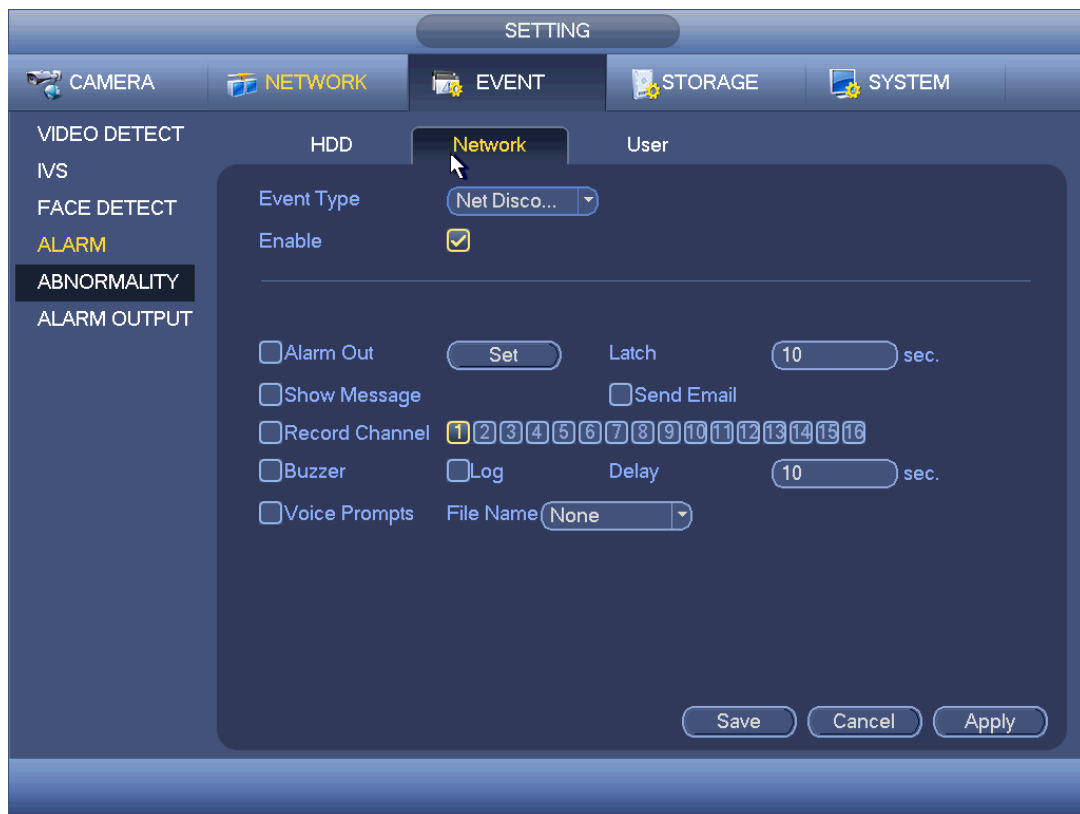 SETTING
CAMERA NETWORK EVENT STORAGE SYSTEM
VIDEO DETECT
IVS
FACE DETECT
ALARM
ABNORMALITY
ALARM OUTPUT
HDD Network User
Event Type Net Disco...
Enable
Alarm Out Set Latch 10 sec.
Show Message Send Email
Record Channel 1 2 3 4 5 6 7 8 9 10 11 12 13 14 15 16
Buzzer Log Delay 10 sec.
Voice Prompts File Name None
Save Cancel Apply